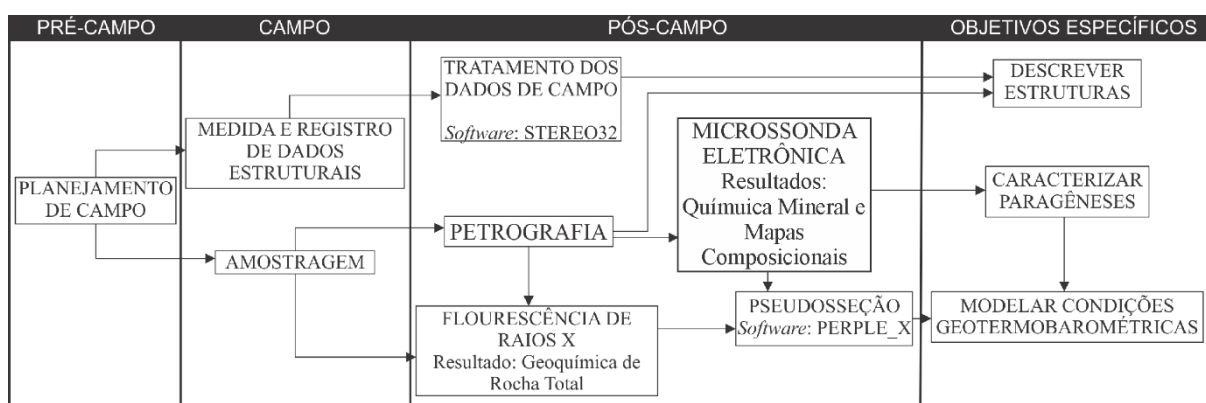 PRÉ-CAMPO
CAMPO
PÓS-CAMPO
OBJETIVOS ESPECÍFICOS
PLANEJAMENTO
DE CAMPO
MEDIDA E REGISTRO
DE DADOS
ESTRUTURAIS
AMOSTRAGEM
TRATAMENTO DOS
DADOS DE CAMPO
Software: STEREO32
PETROGRAFIA
FLOURESCÊNCIA DE
RAIOS X
Resultado: Geoquímica de
Rocha Total
MICROSSONDA
ELETRÔNICA
Resultados:
Químuica Mineral e
Mapas
Composicionais
PSEUDOSSEÇÃO
Software: PERPLE_X
DESCREVER
ESTRUTURAS
CARACTERIZAR
PARAGÊNESES
MODELAR CONDIÇÕES
GEOTERMOBAROMÉTRICAS